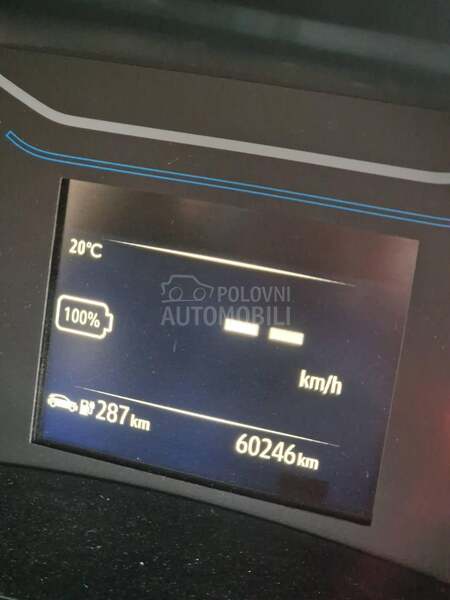 20°C
POLOVNI
AUTOMOBILI
100%
-- 
km/h
287 km
60246 km